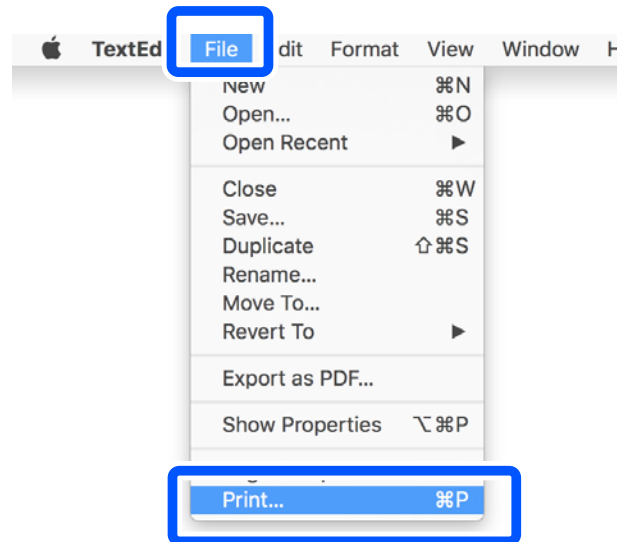 TextEd File dit Format View Window H
New ⌘N
Open... ⌘O
Open Recent ▶
Close ⌘W
Save... ⌘S
Duplicate ⇧⌘S
Rename...
Move To...
Revert To ▶
Export as PDF...
Show Properties ⌥⌘P
Print... ⌘P